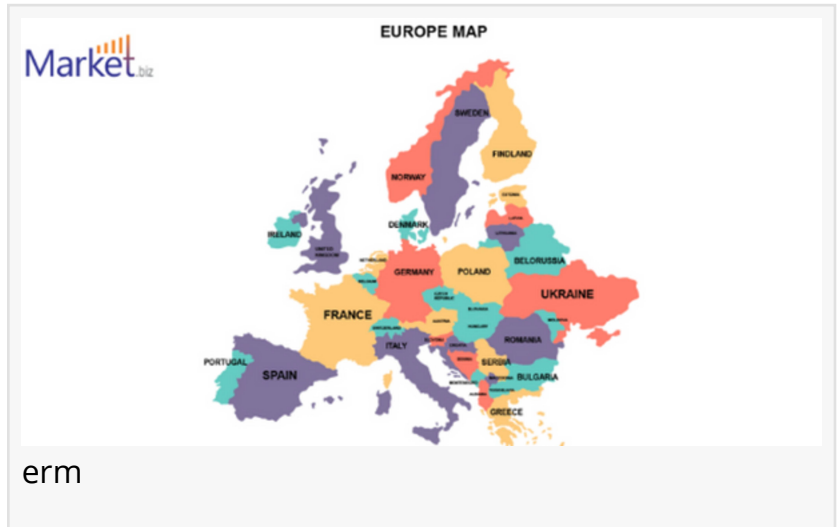 EUROPE MAP
Market.biz
SWEDEN
FINDLAND
NORWAY
ESTONIA
LATVIA
DENMARK
LITHUANIA
IRELAND
UNITED
KINGDOM
NETHERLANDS
BELORUSSIA
GERMANY
POLAND
BELGIUM
UKRAINE
CZECH
REPUBLIC
SLOVAKIA
FRANCE
AUSTRIA
MOLDOVA
SWITZERLAND
HUNGARY
SLOVENIA
ROMANIA
ITALY
CROATIA
BOSNIA
SERBIA
PORTUGAL
SPAIN
BULGARIA
MONTENEGRO
ALBANIA
GREECE
erm